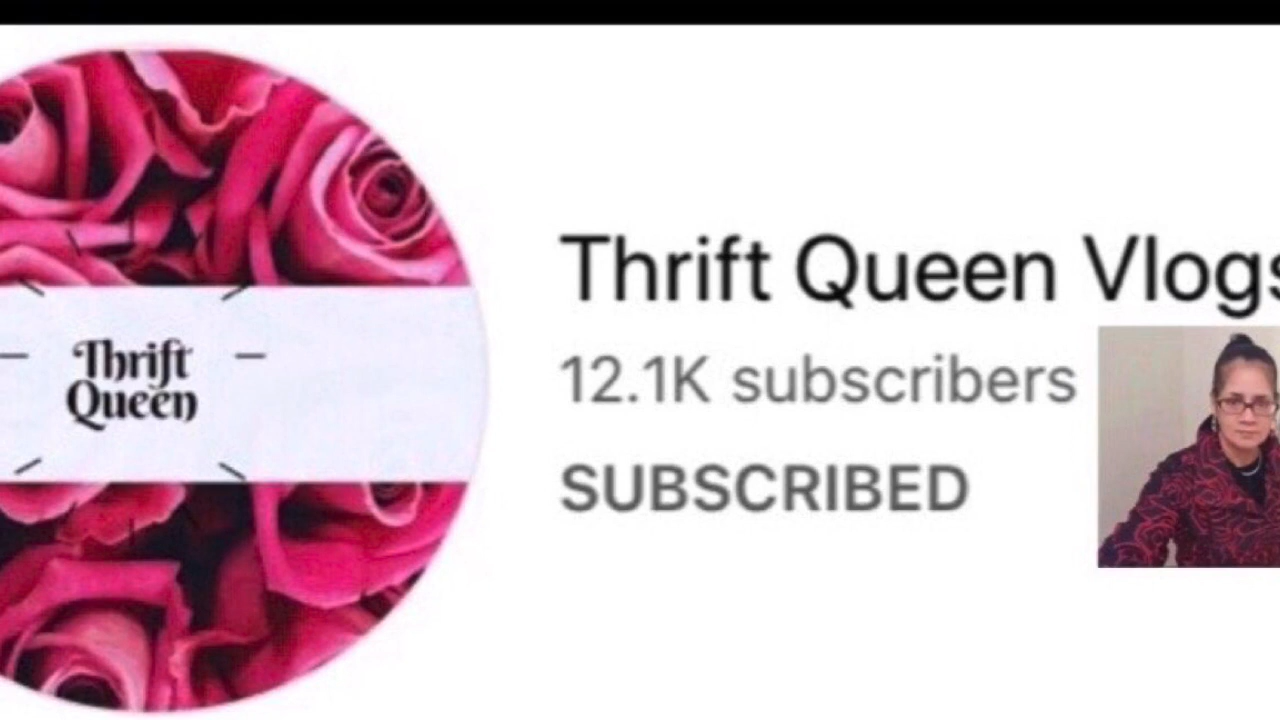 Thrift
Queen
Thrift Queen Vlogs
12.1K subscribers
SUBSCRIBED